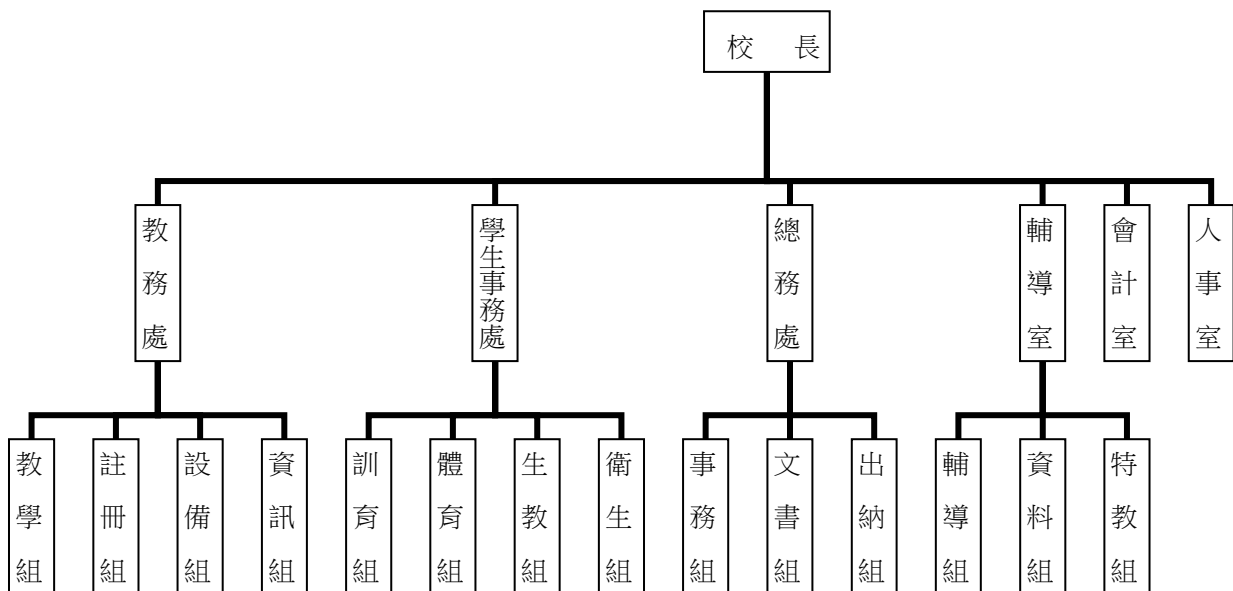 校 長
教務處
學生事務處
總務處
輔導室
會計室
人事室
教學組
註冊組
設備組
資訊組
訓育組
體育組
生教組
衛生組
事務組
文書組
出納組
輔導組
資料組
特教組